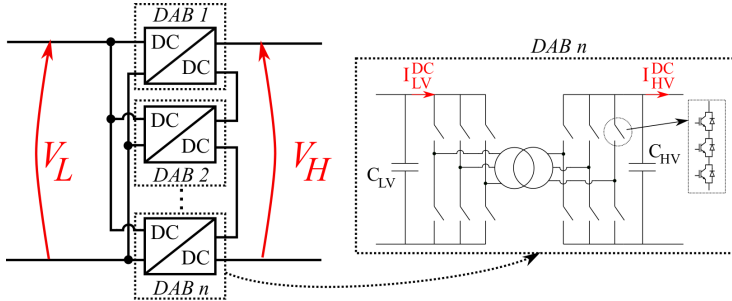 DAB 1
DC
DC
DC
DC
DAB 2
DC
DC
DAB n
V_L
V_H
DAB n
I_LV^DC
I_HV^DC
C_LV
C_HV